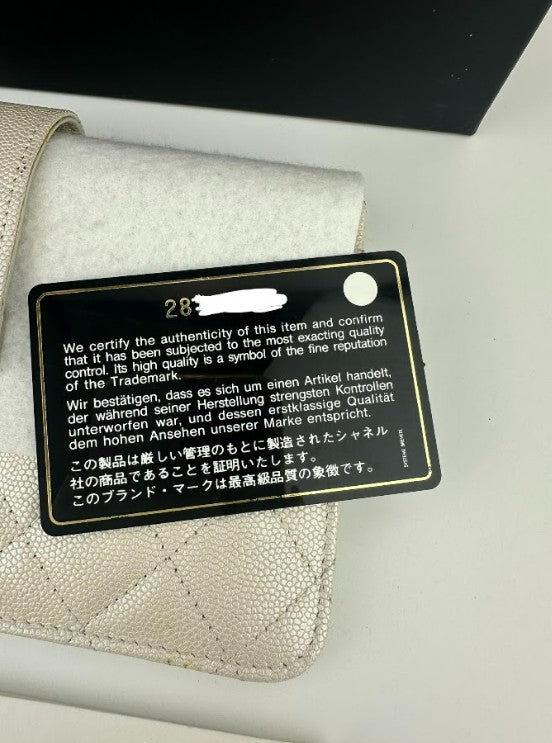 28
We certify the authenticity of this item and confirm
that it has been subjected to the most exacting quality
control. Its high quality is a symbol of the fine reputation
of the Trademark.
Wir bestätigen, dass es sich um einen Artikel handelt,
der während seiner Herstellung strengsten Kontrollen
unterworfen war, und dessen erstklassige Qualität
dem hohen Ansehen unserer Marke entspricht.
この製品は厳しい管理のもとに製造されたシャネル
社の商品であることを証明いたします。
このブランド・マークは最高級品質の象徴です。